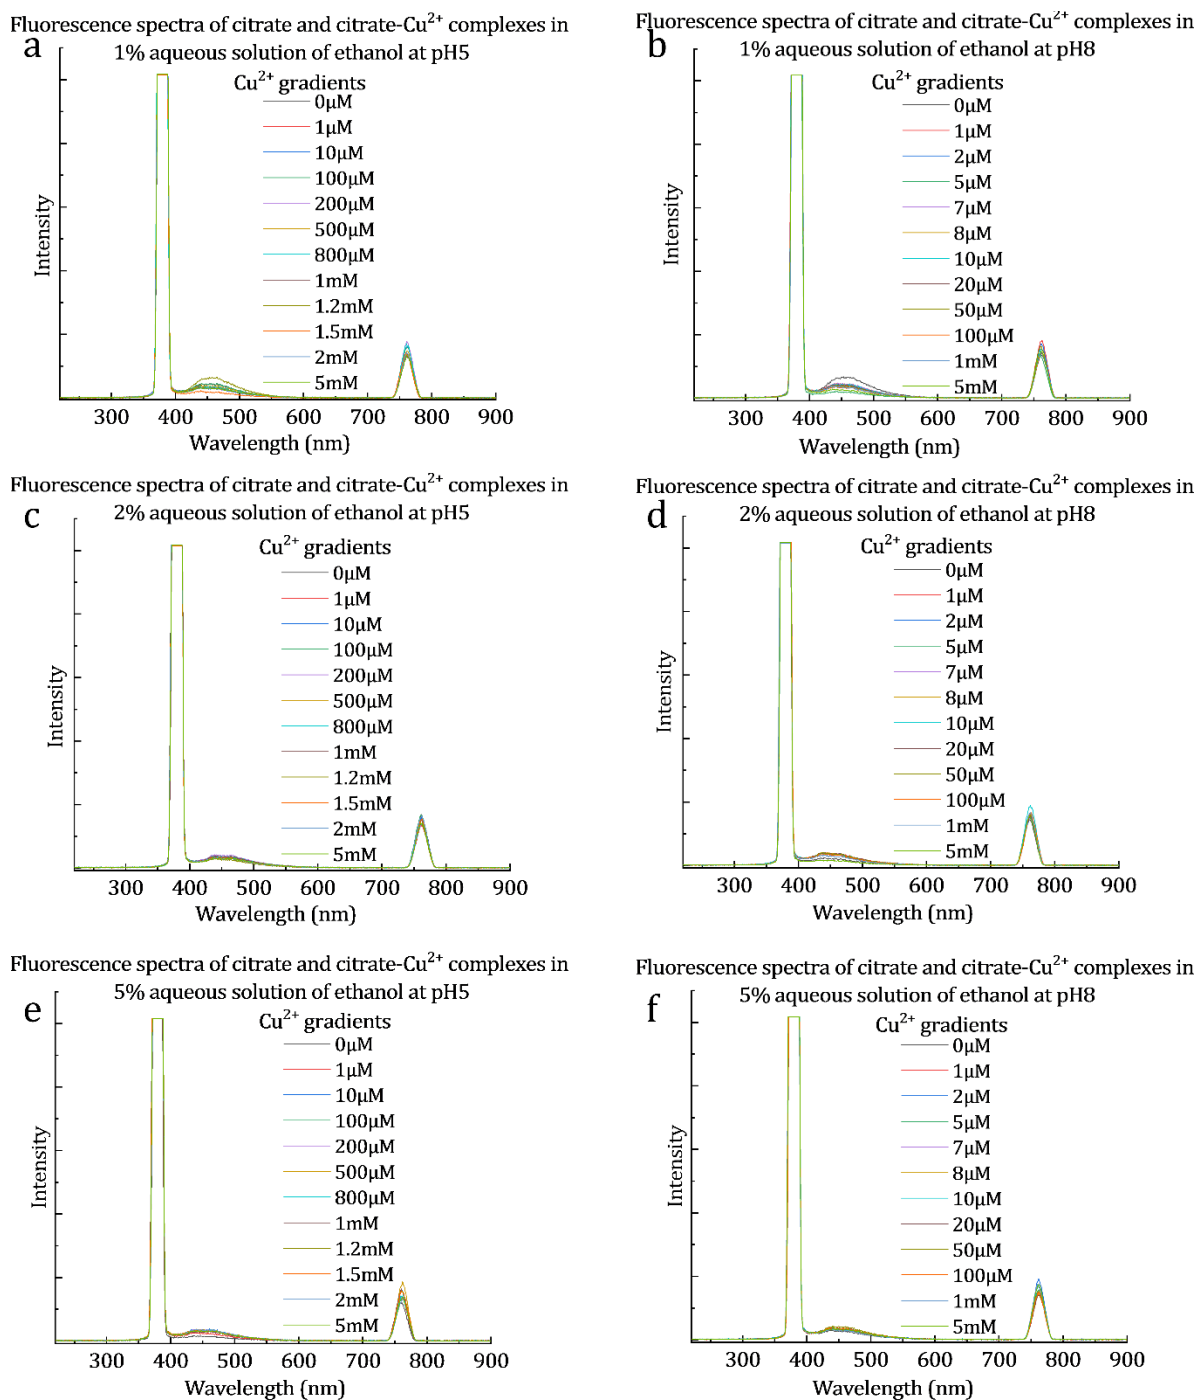 Fluorescence spectra of citrate and citrate-Cu²⁺ complexes in
1% aqueous solution of ethanol at pH5
a
Cu²⁺ gradients
0μM
1μM
10μM
100μM
200μM
500μM
800μM
1mM
1.2mM
1.5mM
2mM
5mM
Intensity
300 400 500 600 700 800 900
Wavelength (nm)
Fluorescence spectra of citrate and citrate-Cu²⁺ complexes in
1% aqueous solution of ethanol at pH8
b
Cu²⁺ gradients
0μM
1μM
2μM
5μM
7μM
8μM
10μM
20μM
50μM
100μM
1mM
5mM
Intensity
300 400 500 600 700 800 900
Wavelength (nm)
Fluorescence spectra of citrate and citrate-Cu²⁺ complexes in
2% aqueous solution of ethanol at pH5
c
Cu²⁺ gradients
0μM
1μM
10μM
100μM
200μM
500μM
800μM
1mM
1.2mM
1.5mM
2mM
5mM
Intensity
300 400 500 600 700 800 900
Wavelength (nm)
Fluorescence spectra of citrate and citrate-Cu²⁺ complexes in
2% aqueous solution of ethanol at pH8
d
Cu²⁺ gradients
0μM
1μM
2μM
5μM
7μM
8μM
10μM
20μM
50μM
100μM
1mM
5mM
Intensity
300 400 500 600 700 800 900
Wavelength (nm)
Fluorescence spectra of citrate and citrate-Cu²⁺ complexes in
5% aqueous solution of ethanol at pH5
e
Cu²⁺ gradients
0μM
1μM
10μM
100μM
200μM
500μM
800μM
1mM
1.2mM
1.5mM
2mM
5mM
Intensity
300 400 500 600 700 800 900
Wavelength (nm)
Fluorescence spectra of citrate and citrate-Cu²⁺ complexes in
5% aqueous solution of ethanol at pH8
f
Cu²⁺ gradients
0μM
1μM
2μM
5μM
7μM
8μM
10μM
20μM
50μM
100μM
1mM
5mM
Intensity
300 400 500 600 700 800 900
Wavelength (nm)